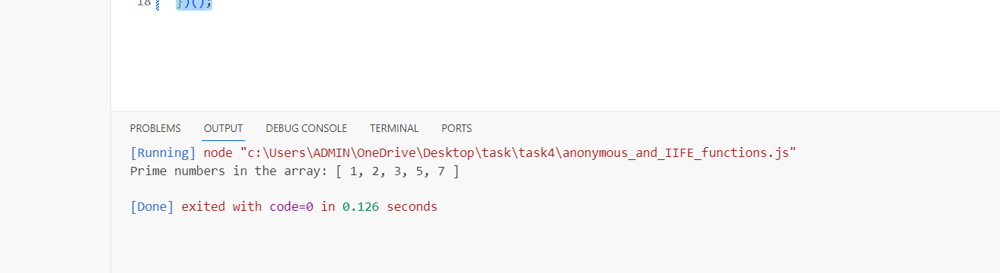 18 })();
PROBLEMS OUTPUT DEBUG CONSOLE TERMINAL PORTS
[Running] node "c:\Users\ADMIN\OneDrive\Desktop\task\task4\anonymous_and_IIFE_functions.js"
Prime numbers in the array: [ 1, 2, 3, 5, 7 ]
[Done] exited with code=0 in 0.126 seconds